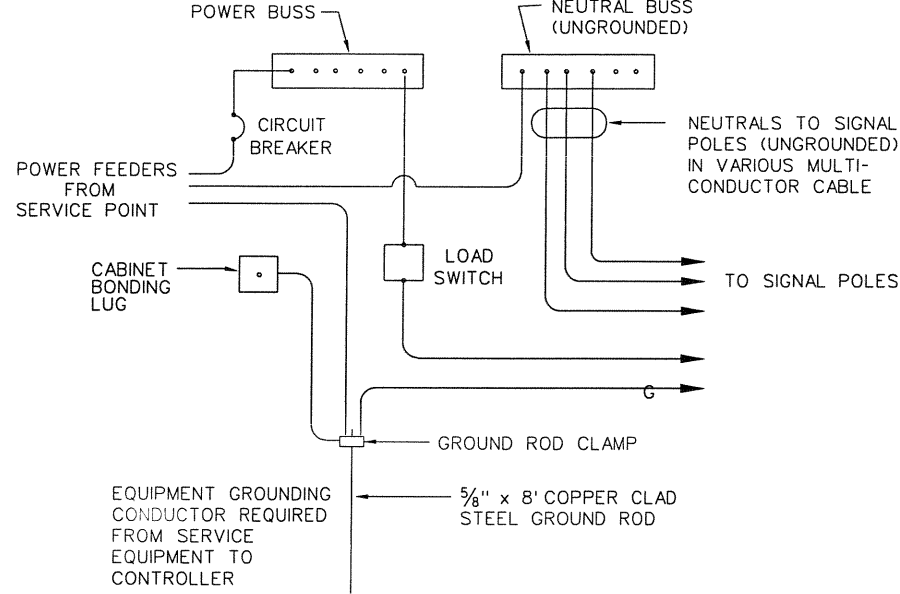 POWER BUSS
NEUTRAL BUSS
(UNGROUNDED)
CIRCUIT
BREAKER
NEUTRALS TO SIGNAL
POLES (UNGROUNDED)
IN VARIOUS MULTI-
CONDUCTOR CABLE
POWER FEEDERS
FROM
SERVICE POINT
CABINET
BONDING
LUG
LOAD
SWITCH
TO SIGNAL POLES
G
GROUND ROD CLAMP
EQUIPMENT GROUNDING
CONDUCTOR REQUIRED
FROM SERVICE
EQUIPMENT TO
CONTROLLER
⅝" x 8' COPPER CLAD
STEEL GROUND ROD